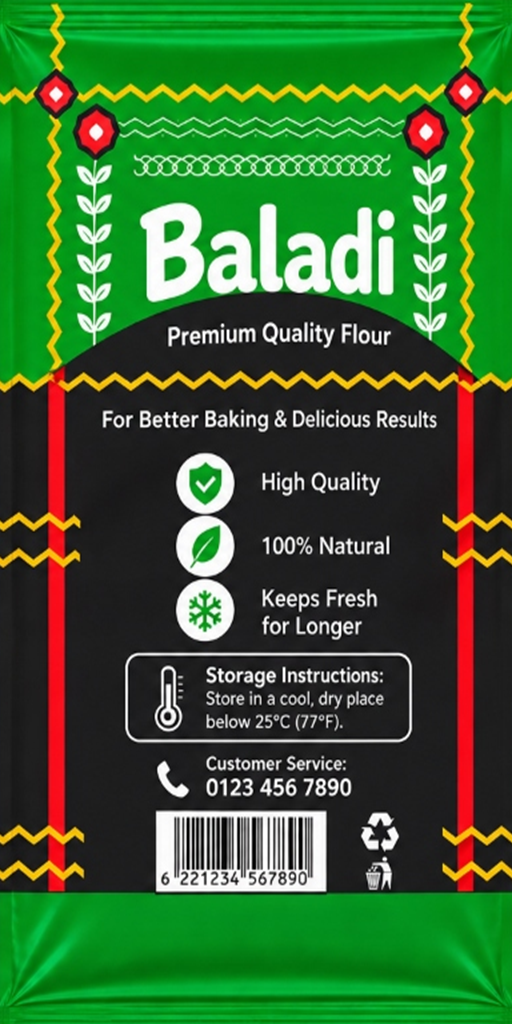 Baladi
Premium Quality Flour
For Better Baking & Delicious Results
High Quality
100% Natural
Keeps Fresh
for Longer
Storage Instructions:
Store in a cool, dry place
below 25°C (77°F).
Customer Service:
0123 456 7890
6 221234 567890